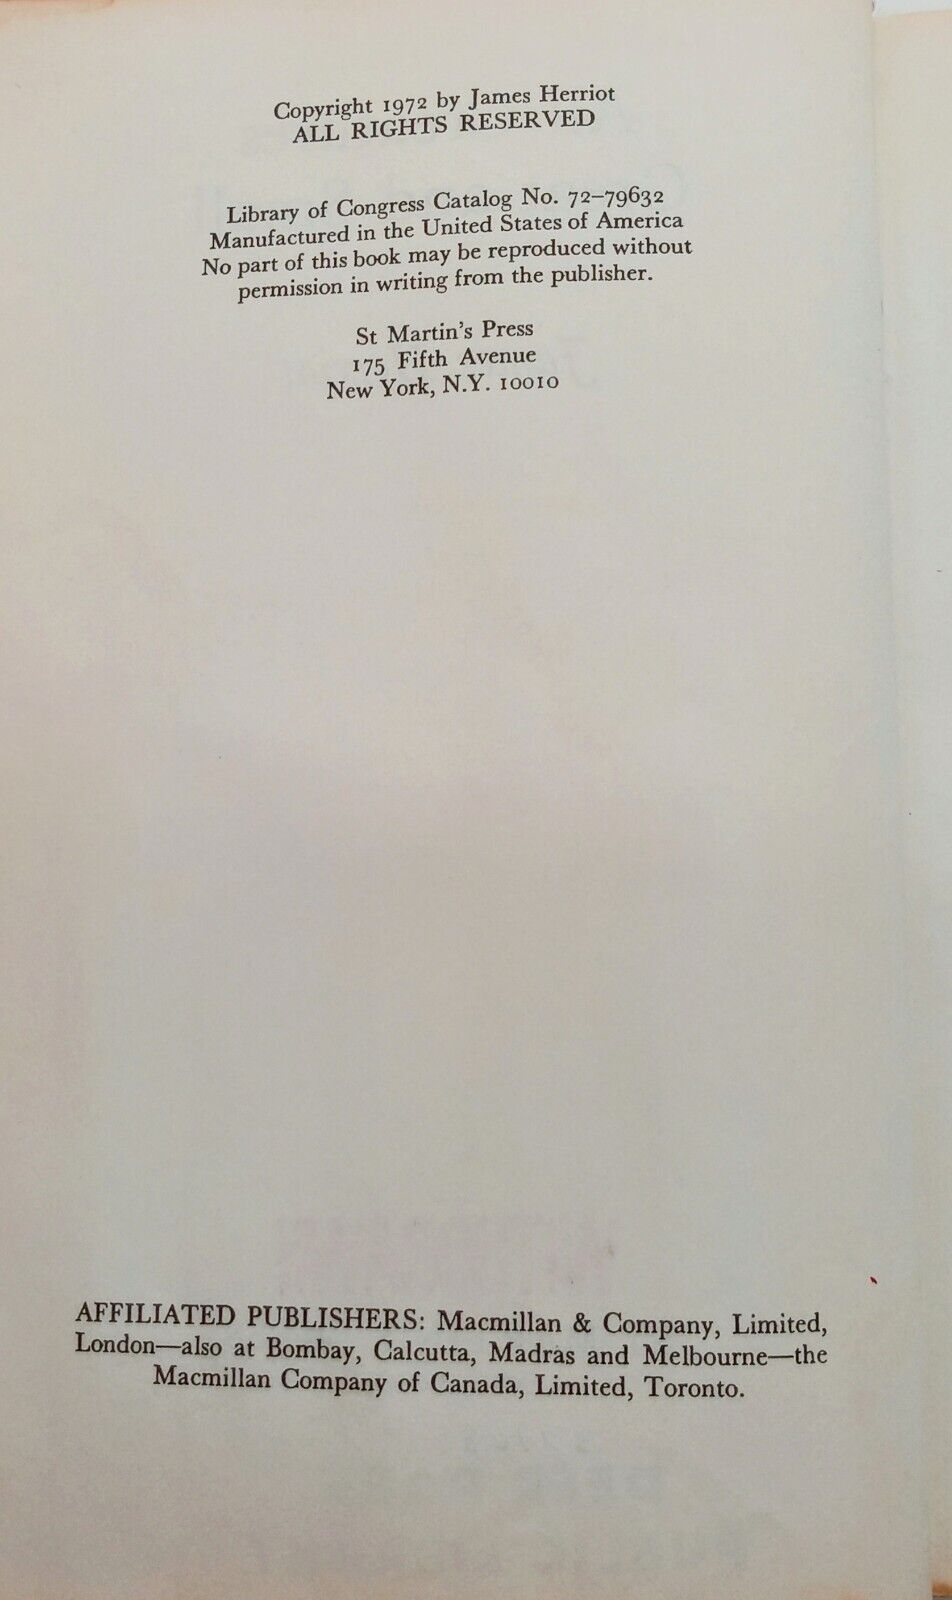 Copyright 1972 by James Herriot
ALL RIGHTS RESERVED
Library of Congress Catalog No. 72–79632
Manufactured in the United States of America
No part of this book may be reproduced without
permission in writing from the publisher.
St Martin's Press
175 Fifth Avenue
New York, N.Y. 10010
AFFILIATED PUBLISHERS: Macmillan & Company, Limited,
London—also at Bombay, Calcutta, Madras and Melbourne—the
Macmillan Company of Canada, Limited, Toronto.